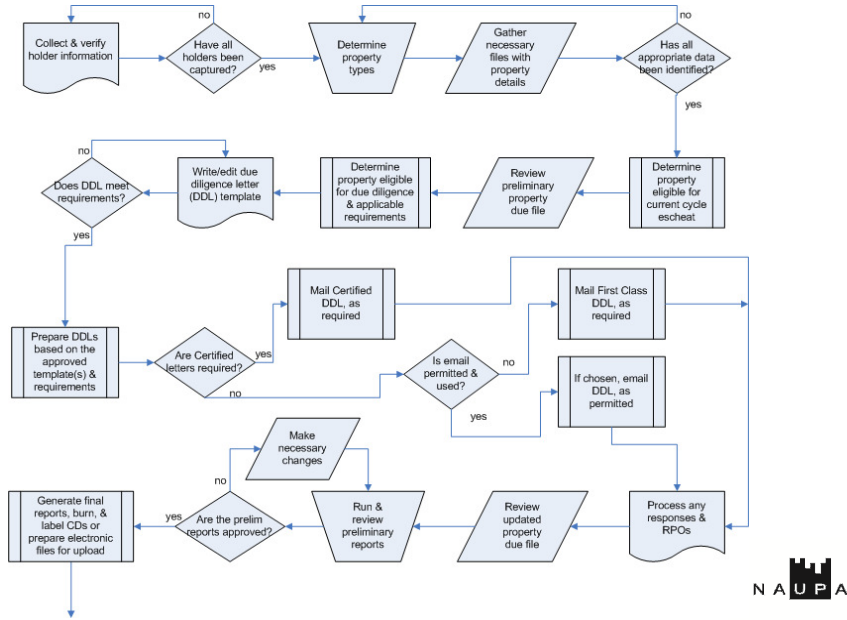 no
no
Collect & verify
holder information
Have all
holders been
captured?
yes
Determine
property
types
Gather
necessary
files with
property
details
Has all
appropriate data
been identified?
yes
no
Does DDL meet
requirements?
yes
Write/edit due
diligence letter
(DDL) template
Determine
property eligible
for due diligence
& applicable
requirements
Review
preliminary
property
due file
Determine
property
eligible for
current cycle
escheat
Prepare DDLs
based on the
approved
template(s) &
requirements
Are Certified
letters required?
yes
no
Mail Certified
DDL, as
required
Is email
permitted &
used?
no
yes
Mail First Class
DDL, as
required
If chosen, email
DDL, as
permitted
Make
necessary
changes
no
Generate final
reports, burn, &
label CDs or
prepare electronic
files for upload
yes
Are the prelim
reports approved?
Run &
review
preliminary
reports
Review
updated
property
due file
Process any
responses &
RPOs
NAUPA